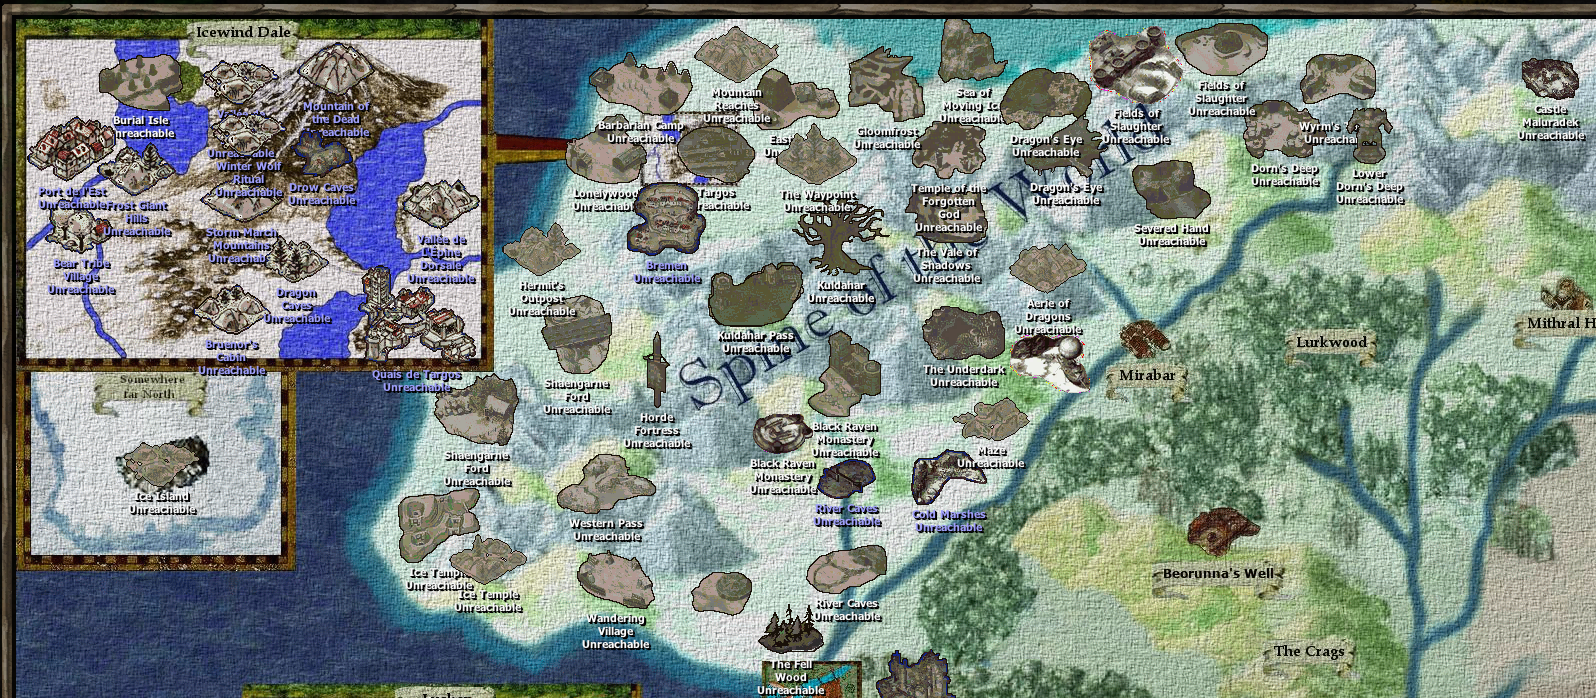 Icewind Dale
Burial Isle
Unreachable
Mountain of
the Dead
Unreachable
Winter Wolf
Ritual
Unreachable
Drow Caves
Unreachable
Port de l'Est
Unreachable
Frost Giant
Hills
Unreachable
Bear Tribe
Village
Unreachable
Storm March
Mountains
Unreachable
Dragon
Caves
Unreachable
Vallée de
L'Épine
Dorsale
Unreachable
Bruenor's
Cabin
Unreachable
Quais de Targos
Unreachable
Somewhere
far North
Ice Island
Unreachable
Spine of the World
Mountain
Reaches
Unreachable
Barbarian Camp
Unreachable
Gloomfrost
Unreachable
Sea of
Moving Ice
Unreachable
Dragon's Eye
Unreachable
Fields of
Slaughter
Unreachable
Fields of
Slaughter
Unreachable
Wyrm's
Unreachable
Castle
Maluradek
Unreachable
Lonelywood
Unreachable
Targos
Unreachable
The Waypoint
Unreachable
Temple of the
Forgotten
God
Unreachable
Dragon's Eye
Unreachable
Dorn's Deep
Unreachable
Lower
Dorn's Deep
Unreachable
Severed Hand
Unreachable
Bremen
Unreachable
The Vale of
Shadows
Unreachable
Hermit's
Outpost
Unreachable
Kuldahar
Unreachable
Aerie of
Dragons
Unreachable
Kuldahar Pass
Unreachable
Lurkwood
Mithral H
Mirabar
Shaengarne
Ford
Unreachable
The Underdark
Unreachable
Horde
Fortress
Unreachable
Black Raven
Monastery
Unreachable
Black Raven
Monastery
Unreachable
Maze
Unreachable
Shaengarne
Ford
Unreachable
River Caves
Unreachable
Cold Marshes
Unreachable
Western Pass
Unreachable
Ice Temple
Unreachable
Ice Temple
Unreachable
Beorunna's Well
Wandering
Village
Unreachable
River Caves
Unreachable
The Crags
The Fell
Wood
Unreachable